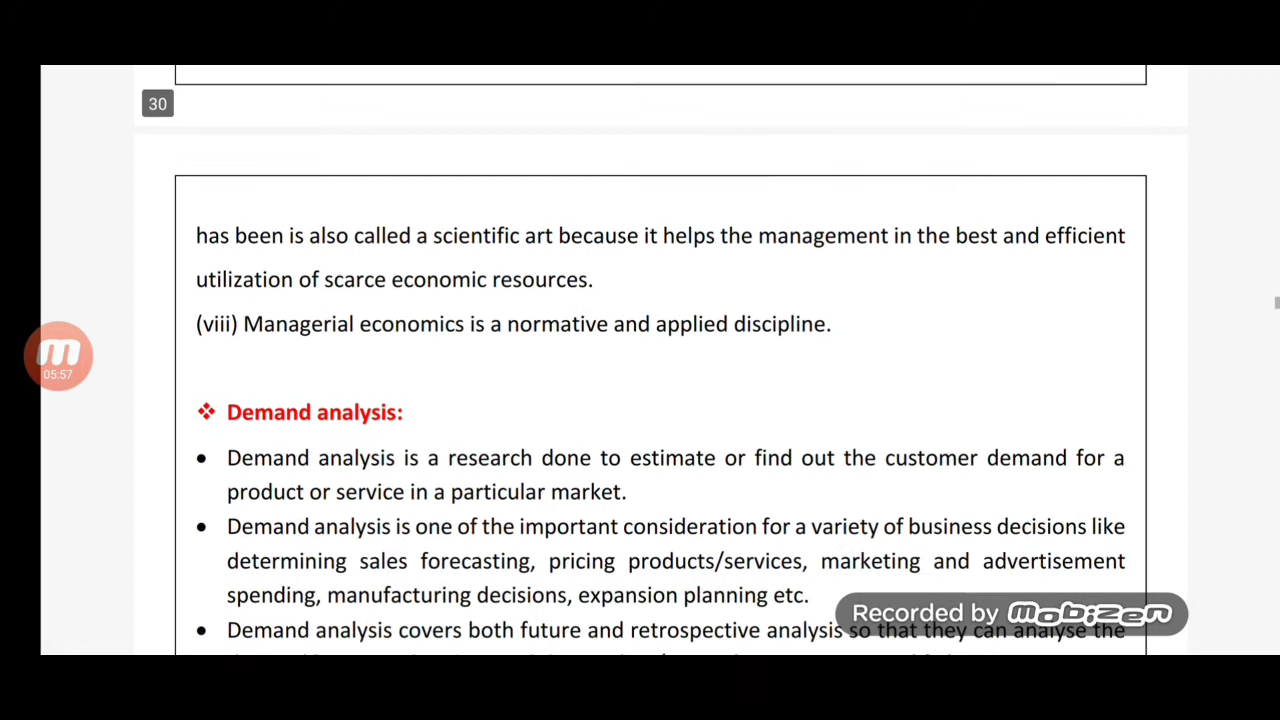 30
has been is also called a scientific art because it helps the management in the best and efficient
utilization of scarce economic resources.
(viii) Managerial economics is a normative and applied discipline.
❖ Demand analysis:
• Demand analysis is a research done to estimate or find out the customer demand for a
product or service in a particular market.
• Demand analysis is one of the important consideration for a variety of business decisions like
determining sales forecasting, pricing products/services, marketing and advertisement
spending, manufacturing decisions, expansion planning etc.
• Demand analysis covers both future and retrospective analysis so that they can analyse the
m
05:57
Recorded by mobizen